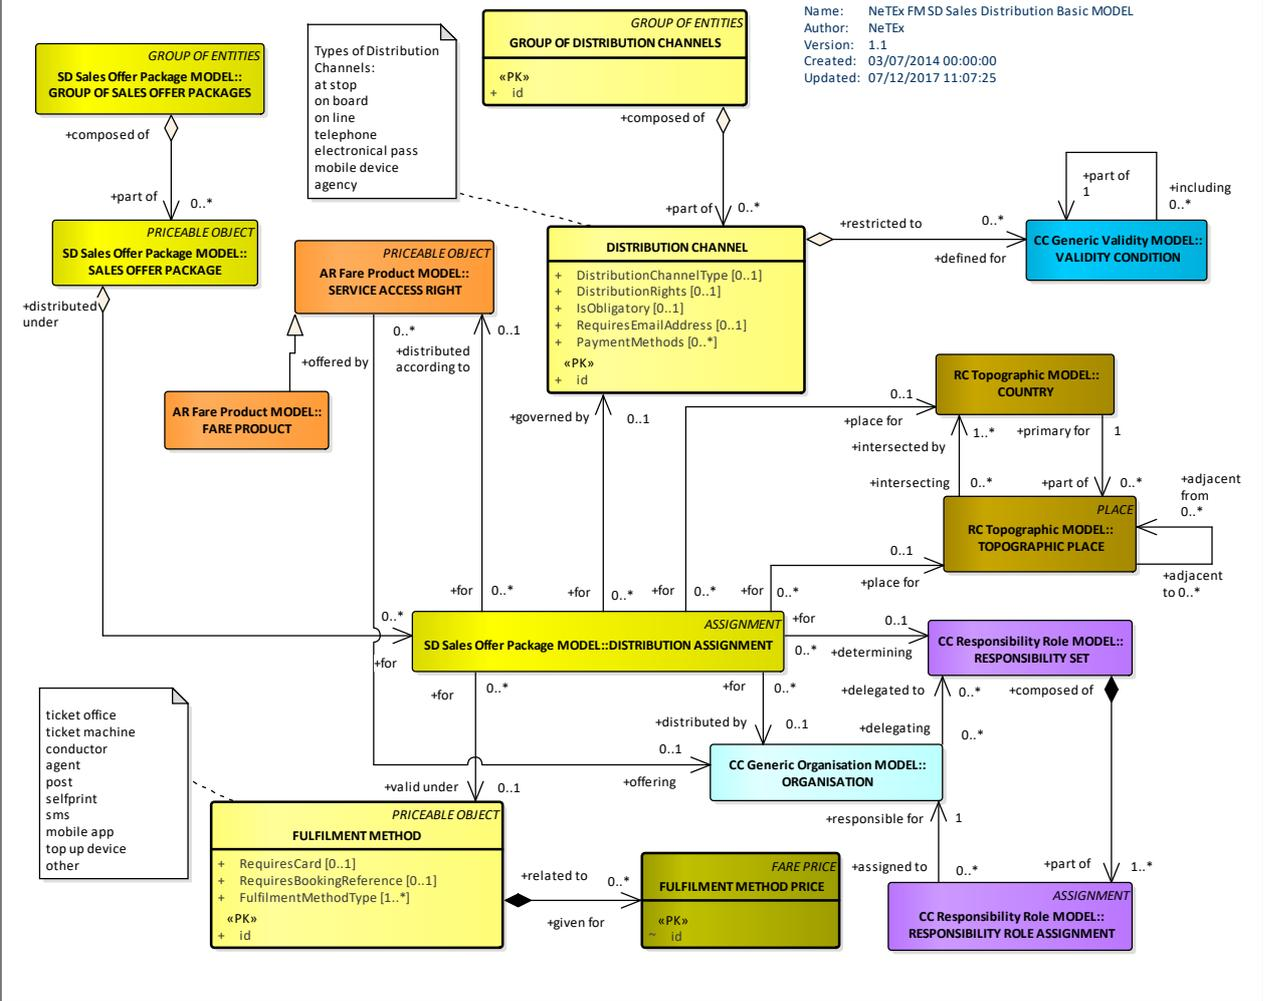 Name: NeTEx FM SD Sales Distribution Basic MODEL
Author: NeTEx
Version: 1.1
Created: 03/07/2014 00:00:00
Updated: 07/12/2017 11:07:25
GROUP OF ENTITIES
SD Sales Offer Package MODEL::
GROUP OF SALES OFFER PACKAGES
+composed of
+part of
0..*
Types of Distribution
Channels:
at stop
on board
on line
telephone
electronical pass
mobile device
agency
GROUP OF ENTITIES
GROUP OF DISTRIBUTION CHANNELS
«PK»
+ id
+composed of
+part of
0..*
PRICEABLE OBJECT
SD Sales Offer Package MODEL::
SALES OFFER PACKAGE
+distributed
under
PRICEABLE OBJECT
AR Fare Product MODEL::
SERVICE ACCESS RIGHT
0..*
+distributed
according to
0..1
+offered by
AR Fare Product MODEL::
FARE PRODUCT
DISTRIBUTION CHANNEL
+ DistributionChannelType [0..1]
+ DistributionRights [0..1]
+ IsObligatory [0..1]
+ RequiresEmailAddress [0..1]
+ PaymentMethods [0..*]
«PK»
+ id
+restricted to
0..*
+defined for
+part of
1
+including
0..*
CC Generic Validity MODEL::
VALIDITY CONDITION
+governed by
0..1
RC Topographic MODEL::
COUNTRY
0..1
+place for
+intersected by
1..*
+primary for
1
+intersecting
0..*
+part of
0..*
+adjacent
from
0..*
PLACE
RC Topographic MODEL::
TOPOGRAPHIC PLACE
0..1
+place for
+adjacent
to 0..*
+for
0..*
+for
0..*
+for
0..*
+for
0..*
0..*
+for
ASSIGNMENT
SD Sales Offer Package MODEL::DISTRIBUTION ASSIGNMENT
+for
0..*
0..1
+determining
CC Responsibility Role MODEL::
RESPONSIBILITY SET
+for
0..*
+for
0..*
+delegated to
0..*
+composed of
+distributed by
0..1
+delegating
0..*
ticket office
ticket machine
conductor
agent
post
selfprint
sms
mobile app
top up device
other
0..1
+offering
CC Generic Organisation MODEL::
ORGANISATION
+valid under
0..1
+responsible for
1
PRICEABLE OBJECT
FULFILMENT METHOD
+ RequiresCard [0..1]
+ RequiresBookingReference [0..1]
+ FulfilmentMethodType [1..*]
«PK»
+ id
+related to
0..*
+given for
FARE PRICE
FULFILMENT METHOD PRICE
«PK»
~ id
+assigned to
0..*
+part of
1..*
ASSIGNMENT
CC Responsibility Role MODEL::
RESPONSIBILITY ROLE ASSIGNMENT